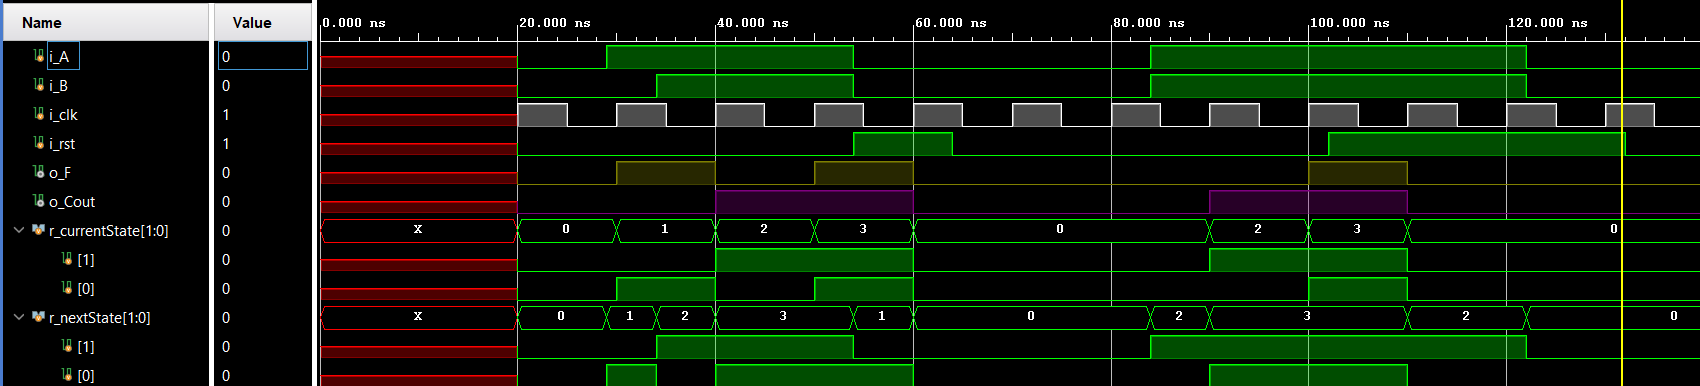 Name Value 0.000 ns 20.000 ns 40.000 ns 60.000 ns 80.000 ns 100.000 ns 120.000 ns
i_A 0
i_B 0
i_clk 1
i_rst 1
o_F 0
o_Cout 0
r_currentState[1:0] 0 X 0 1 2 3 0 2 3 0
[1] 0
[0] 0
r_nextState[1:0] 0 X 0 1 2 3 1 0 2 3 2 0
[1] 0
[0] 0